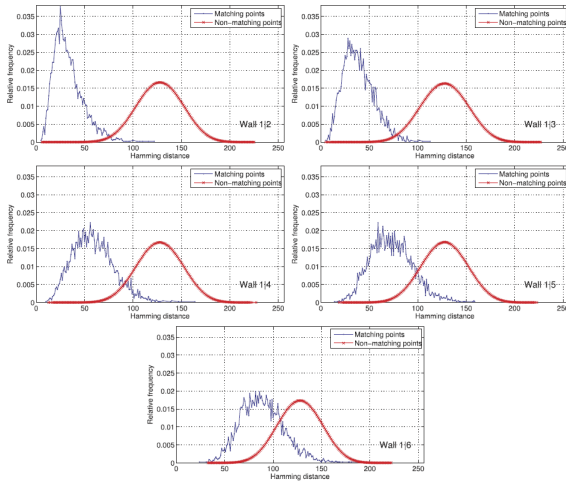 0.035
0.03
0.025
0.02
0.015
0.01
0.005
0
Relative frequency
Matching points
Non−matching points
Wall 1|2
0 50 100 150 200 250
Hamming distance
0.035
0.03
0.025
0.02
0.015
0.01
0.005
0
Relative frequency
Matching points
Non−matching points
Wall 1|3
0 50 100 150 200 250
Hamming distance
0.035
0.03
0.025
0.02
0.015
0.01
0.005
0
Relative frequency
Matching points
Non−matching points
Wall 1|4
0 50 100 150 200 250
Hamming distance
0.035
0.03
0.025
0.02
0.015
0.01
0.005
0
Relative frequency
Matching points
Non−matching points
Wall 1|5
0 50 100 150 200 250
Hamming distance
0.035
0.03
0.025
0.02
0.015
0.01
0.005
0
Relative frequency
Matching points
Non−matching points
Wall 1|6
0 50 100 150 200 250
Hamming distance